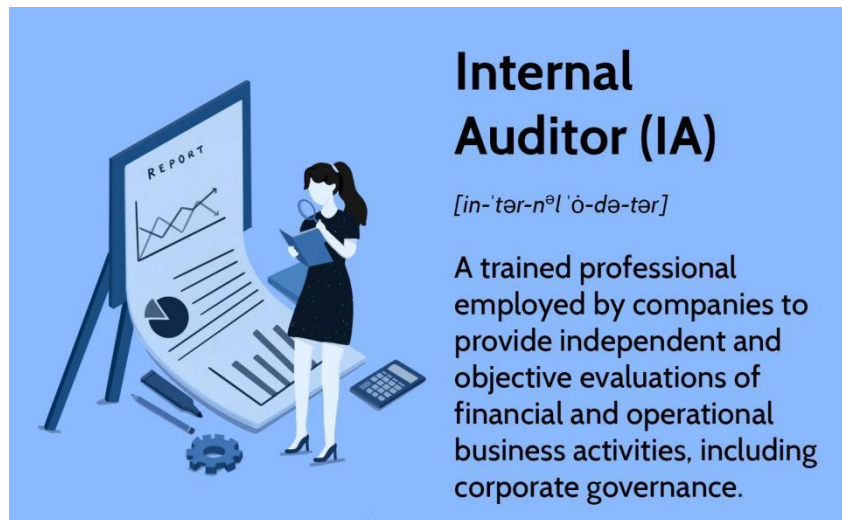 REPORT
Internal
Auditor (IA)
[in-ˈtər-nᵊl ˈȯ-də-tər]
A trained professional
employed by companies to
provide independent and
objective evaluations of
financial and operational
business activities, including
corporate governance.